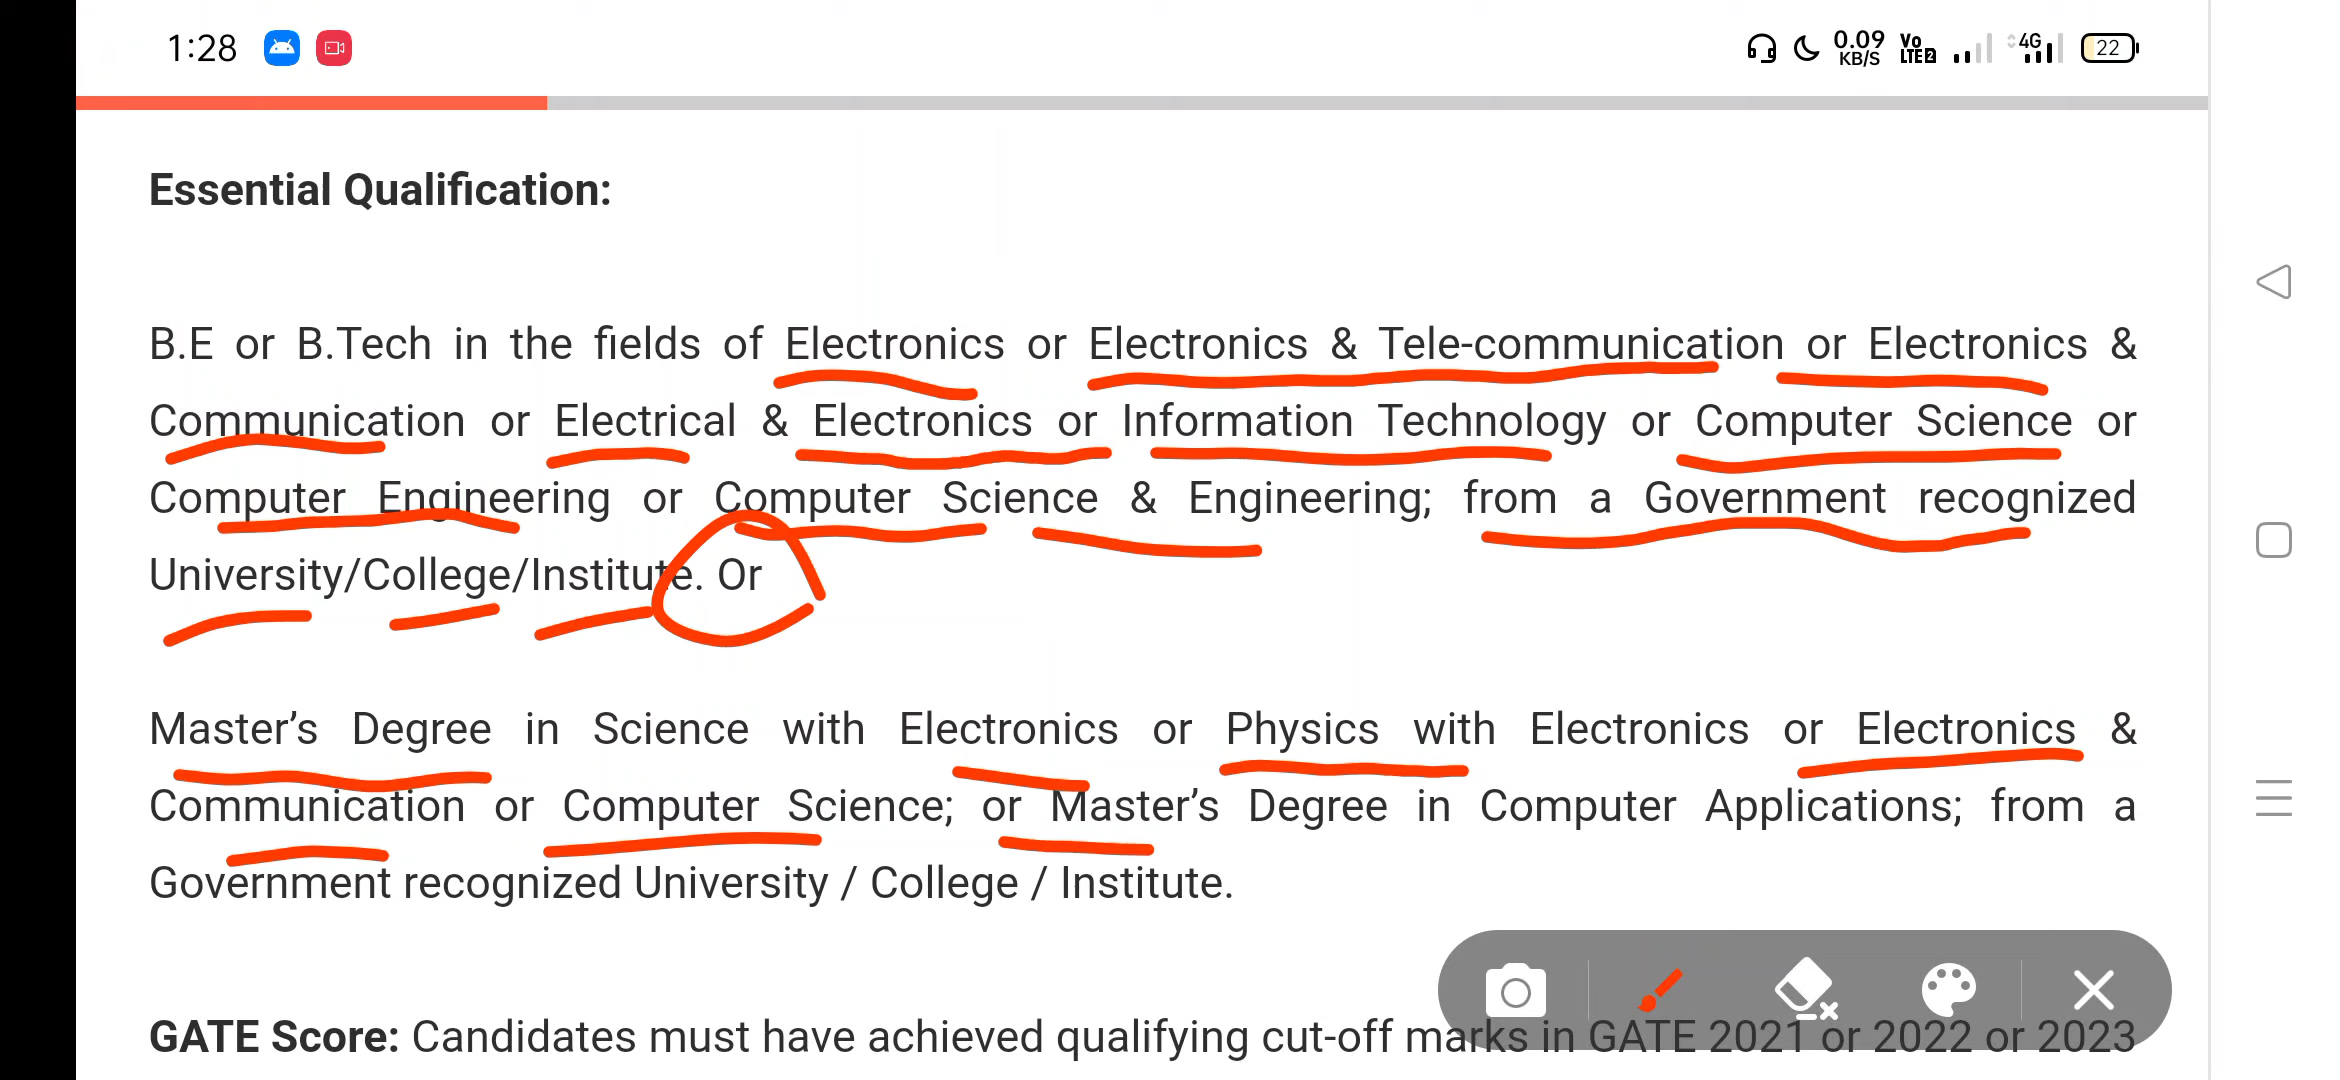 1:28
0.09 KB/S Vo LTE 2 4G 22
Essential Qualification:
B.E or B.Tech in the fields of Electronics or Electronics & Tele-communication or Electronics &
Communication or Electrical & Electronics or Information Technology or Computer Science or
Computer Engineering or Computer Science & Engineering; from a Government recognized
University/College/Institute. Or
Master’s Degree in Science with Electronics or Physics with Electronics or Electronics &
Communication or Computer Science; or Master’s Degree in Computer Applications; from a
Government recognized University / College / Institute.
GATE Score: Candidates must have achieved qualifying cut-off marks in GATE 2021 or 2022 or 2023